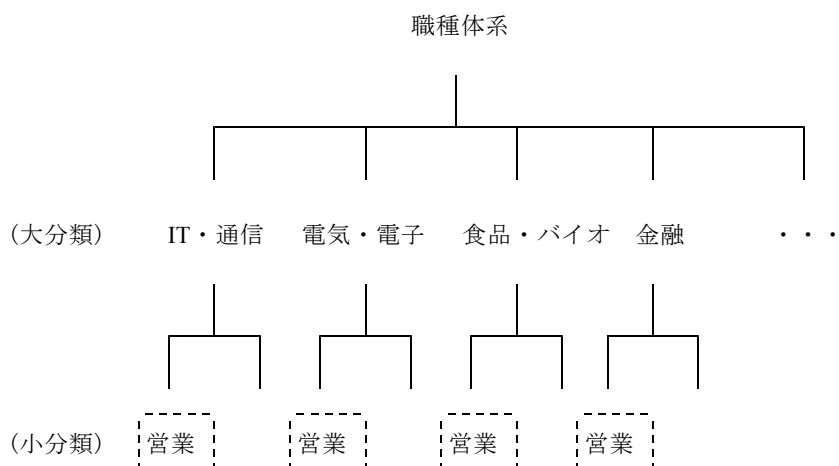 職種体系
(大分類) IT・通信 電気・電子 食品・バイオ 金融 ・・・
(小分類) 営業 営業 営業 営業